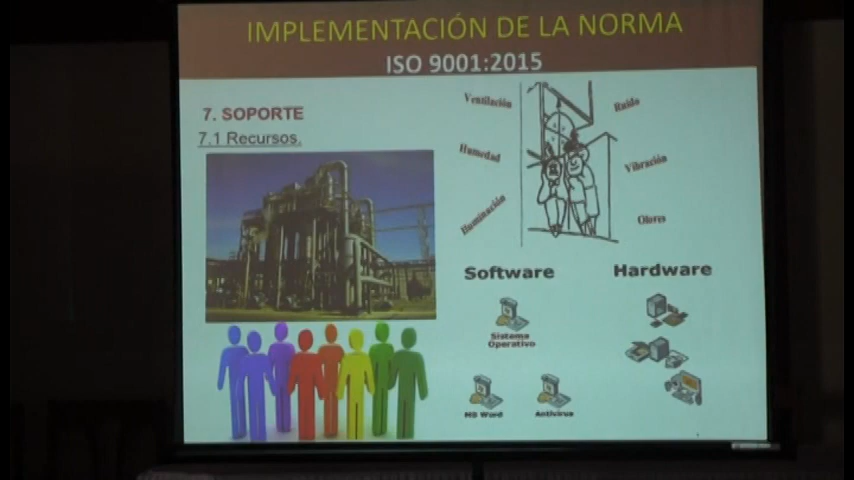 IMPLEMENTACIÓN DE LA NORMA
ISO 9001:2015
7. SOPORTE
7.1 Recursos.
Ventilación
Ruido
Humedad
Vibración
Iluminación
Olores
Software
Hardware
Sistema
Operativo
MS Word
Antivirus